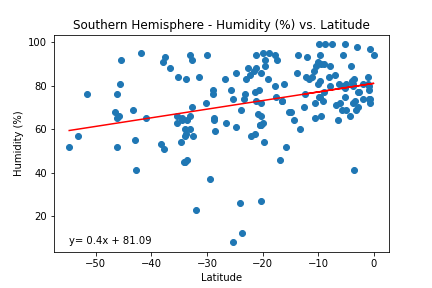 Southern Hemisphere - Humidity (%) vs. Latitude
100
80
60
40
20
Humidity (%)
y= 0.4x + 81.09
−50 −40 −30 −20 −10 0
Latitude